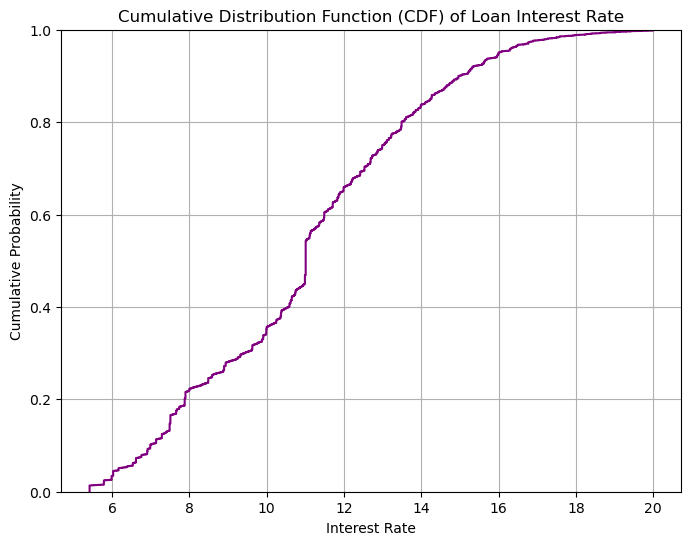 Cumulative Distribution Function (CDF) of Loan Interest Rate
1.0
0.8
0.6
0.4
0.2
0.0
Cumulative Probability
6 8 10 12 14 16 18 20
Interest Rate